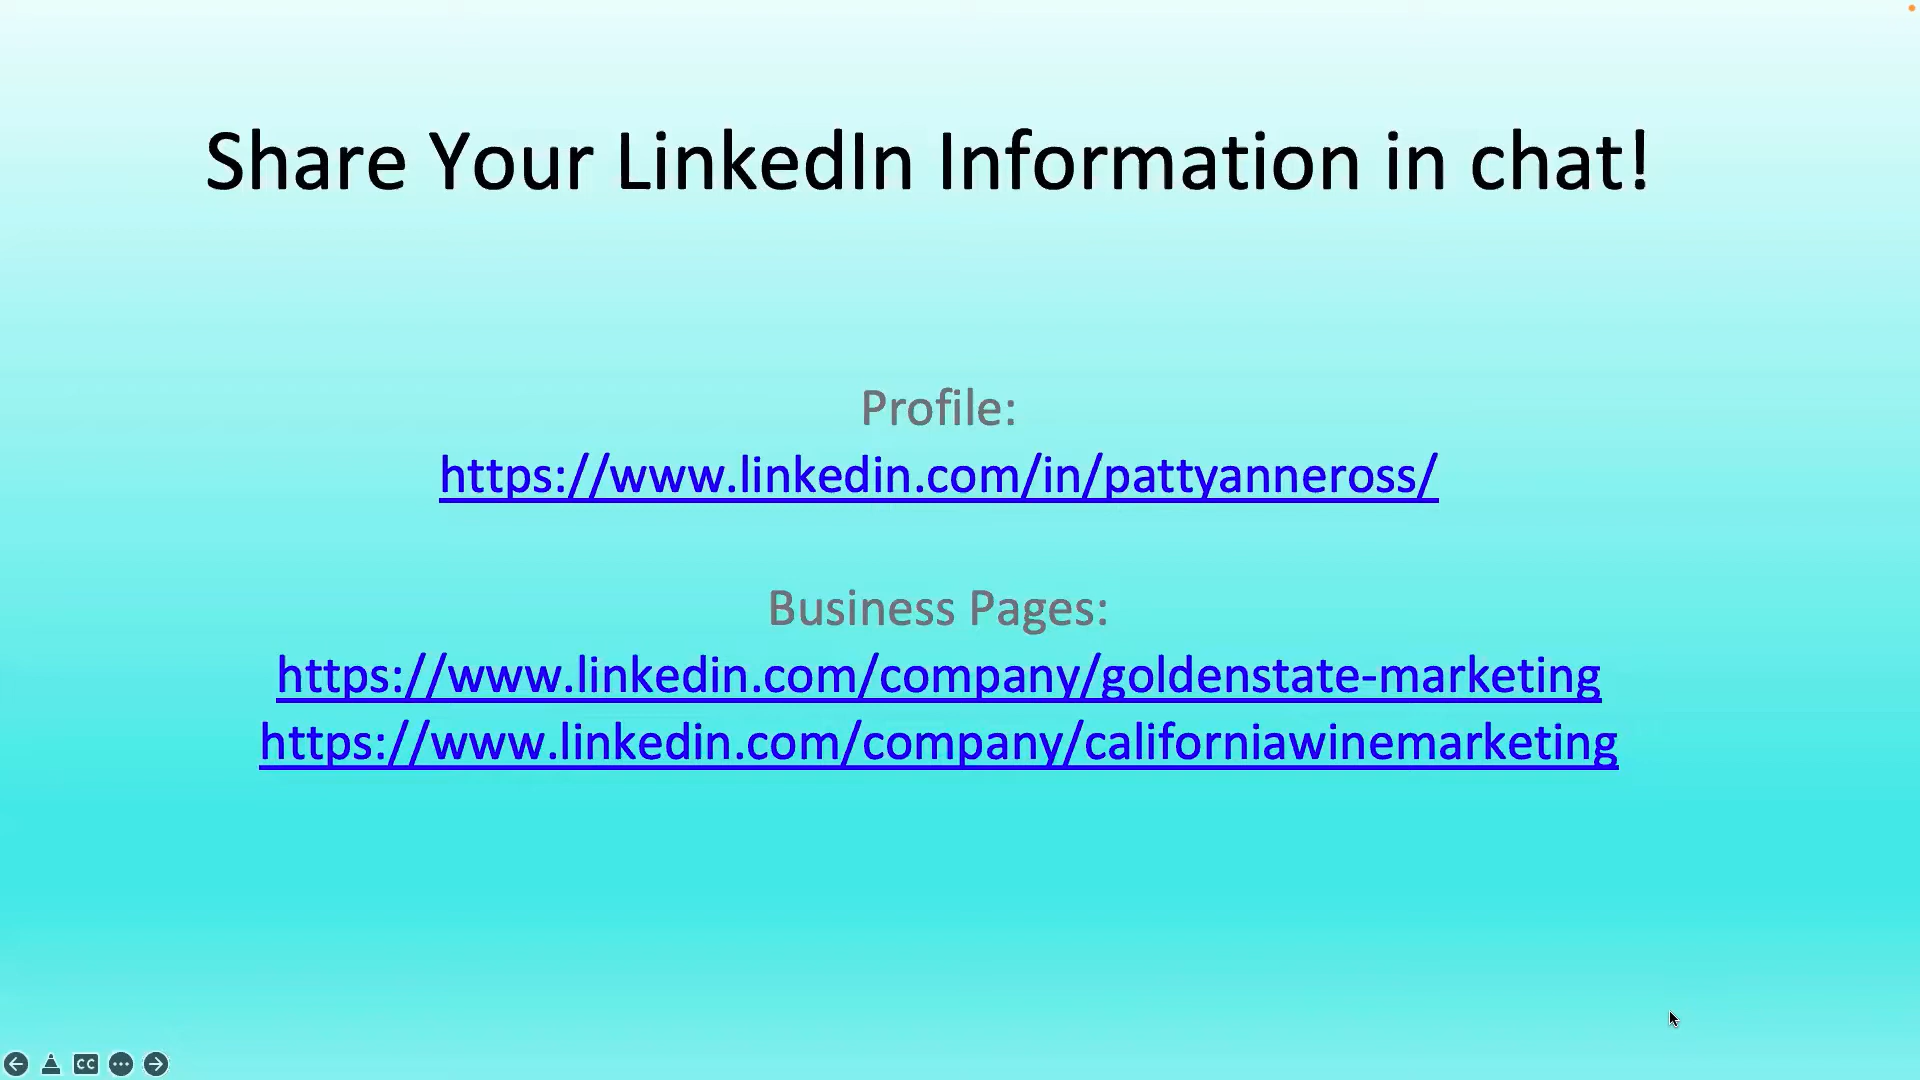 Share Your LinkedIn Information in chat!
Profile:
https://www.linkedin.com/in/pattyanneross/
Business Pages:
https://www.linkedin.com/company/goldenstate-marketing
https://www.linkedin.com/company/californiawinemarketing
CC